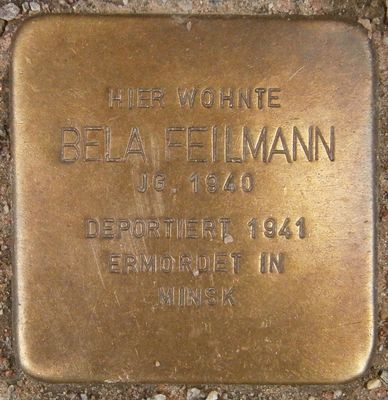 HIER WOHNTE
BELA FEILMANN
JG. 1940
DEPORTIERT 1941
ERMORDET IN
MINSK